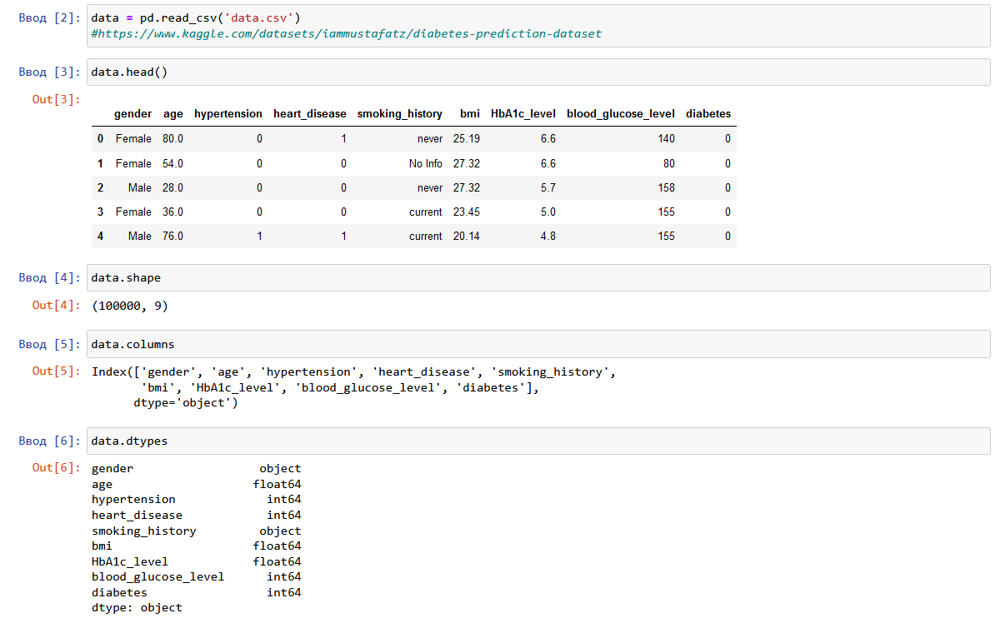 Ввод [2]: data = pd.read_csv('data.csv')
#https://www.kaggle.com/datasets/iammustafatz/diabetes-prediction-dataset
Ввод [3]: data.head()
Out[3]:
gender age hypertension heart_disease smoking_history bmi HbA1c_level blood_glucose_level diabetes
0 Female 80.0 0 1 never 25.19 6.6 140 0
1 Female 54.0 0 0 No Info 27.32 6.6 80 0
2 Male 28.0 0 0 never 27.32 5.7 158 0
3 Female 36.0 0 0 current 23.45 5.0 155 0
4 Male 76.0 1 1 current 20.14 4.8 155 0
Ввод [4]: data.shape
Out[4]: (100000, 9)
Ввод [5]: data.columns
Out[5]: Index(['gender', 'age', 'hypertension', 'heart_disease', 'smoking_history',
'bmi', 'HbA1c_level', 'blood_glucose_level', 'diabetes'],
dtype='object')
Ввод [6]: data.dtypes
Out[6]: gender object
age float64
hypertension int64
heart_disease int64
smoking_history object
bmi float64
HbA1c_level float64
blood_glucose_level int64
diabetes int64
dtype: object